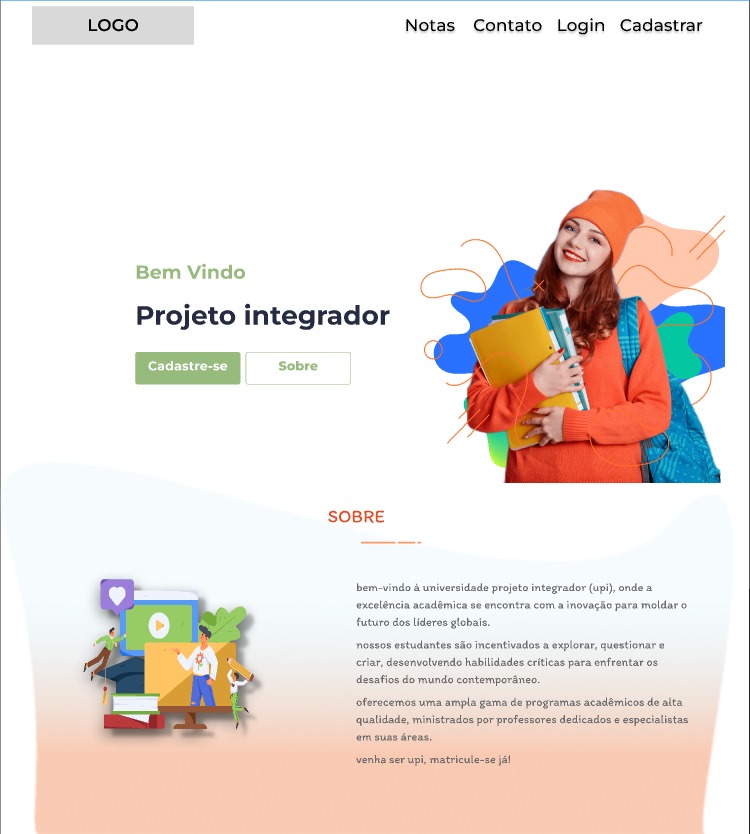 LOGO
Notas Contato Login Cadastrar
Bem Vindo
Projeto integrador
Cadastre-se Sobre
SOBRE
bem-vindo à universidade projeto integrador (upi), onde a
excelência acadêmica se encontra com a inovação para moldar o
futuro dos líderes globais.
nossos estudantes são incentivados a explorar, questionar e
criar, desenvolvendo habilidades críticas para enfrentar os
desafios do mundo contemporâneo.
oferecemos uma ampla gama de programas acadêmicos de alta
qualidade, ministrados por professores dedicados e especialistas
em suas áreas.
venha ser upi, matricule-se já!